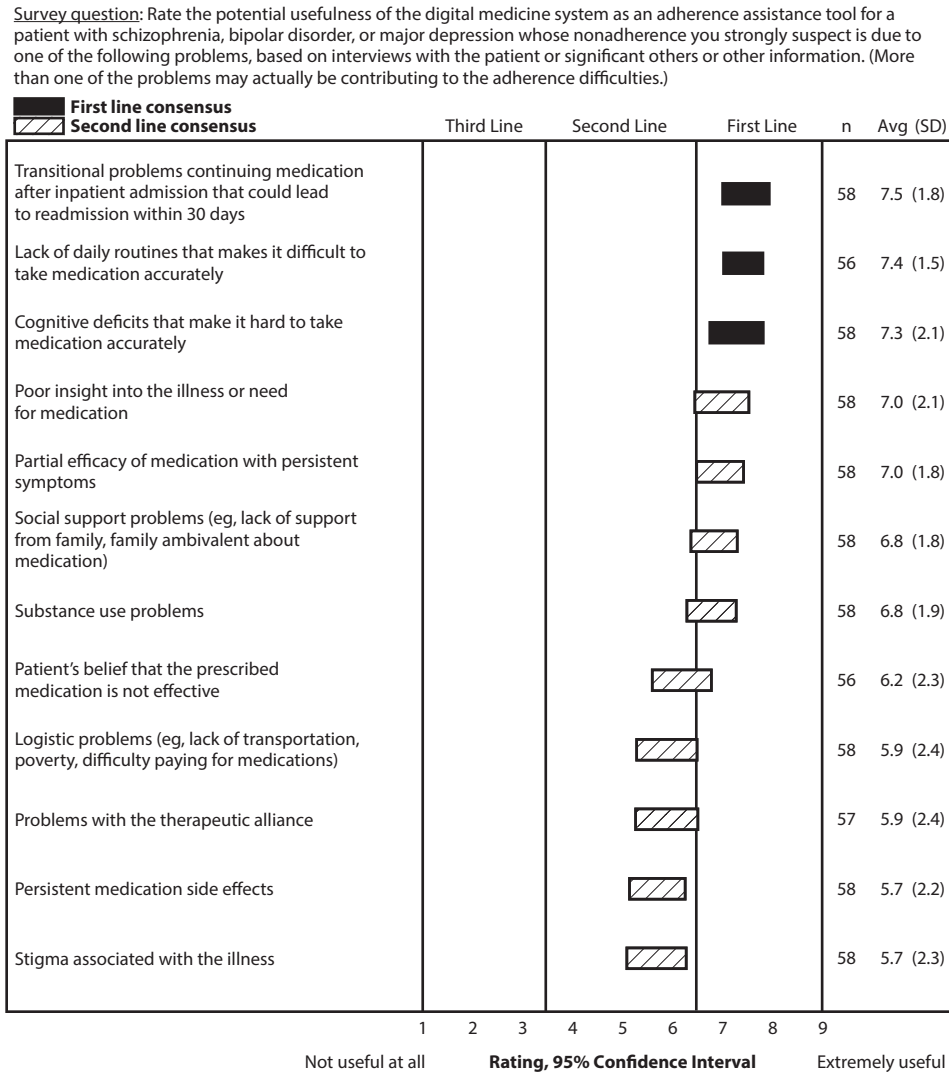 Survey question: Rate the potential usefulness of the digital medicine system as an adherence assistance tool for a
patient with schizophrenia, bipolar disorder, or major depression whose nonadherence you strongly suspect is due to
one of the following problems, based on interviews with the patient or significant others or other information. (More
than one of the problems may actually be contributing to the adherence difficulties.)
First line consensus
Second line consensus Third Line Second Line First Line n Avg (SD)
Transitional problems continuing medication
after inpatient admission that could lead 58 7.5 (1.8)
to readmission within 30 days
Lack of daily routines that makes it difficult to
take medication accurately 56 7.4 (1.5)
Cognitive deficits that make it hard to take
medication accurately 58 7.3 (2.1)
Poor insight into the illness or need
for medication 58 7.0 (2.1)
Partial efficacy of medication with persistent
symptoms 58 7.0 (1.8)
Social support problems (eg, lack of support
from family, family ambivalent about 58 6.8 (1.8)
medication)
Substance use problems 58 6.8 (1.9)
Patient's belief that the prescribed
medication is not effective 56 6.2 (2.3)
Logistic problems (eg, lack of transportation,
poverty, difficulty paying for medications) 58 5.9 (2.4)
Problems with the therapeutic alliance 57 5.9 (2.4)
Persistent medication side effects 58 5.7 (2.2)
Stigma associated with the illness 58 5.7 (2.3)
1 2 3 4 5 6 7 8 9
Not useful at all Rating, 95% Confidence Interval Extremely useful